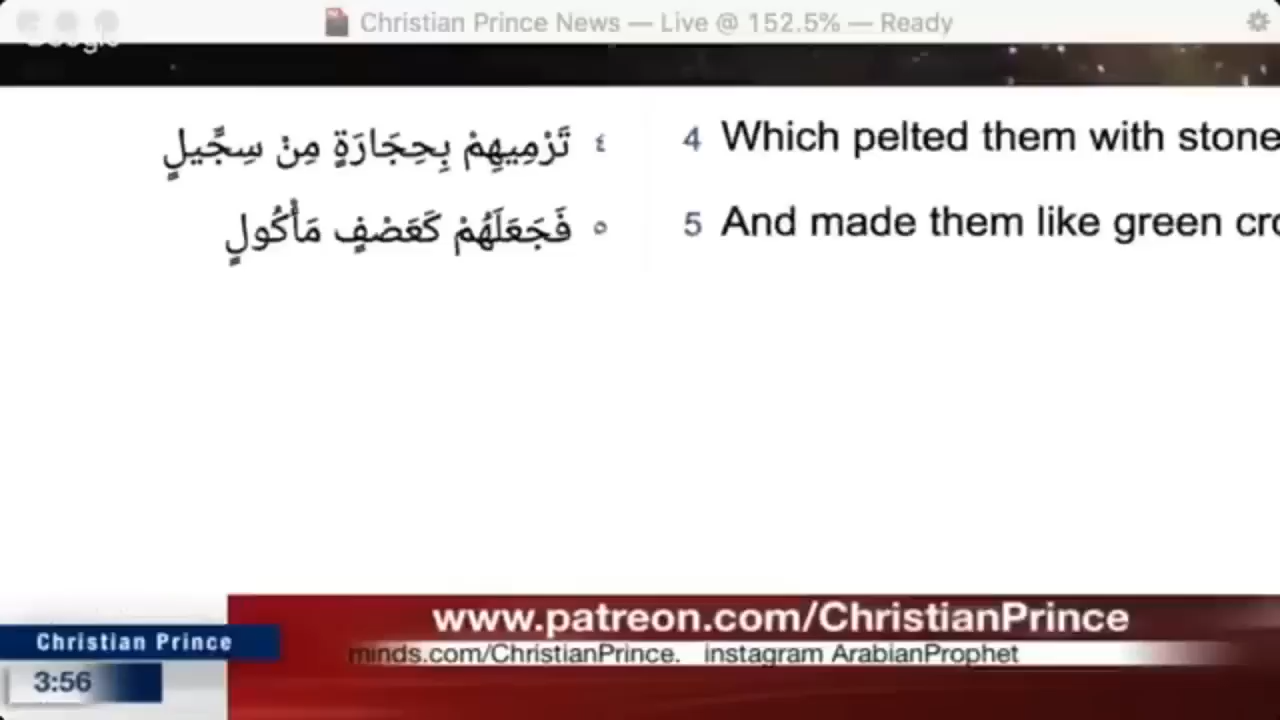 Christian Prince News — Live @ 152.5% — Ready
Google
تَرْمِيهِمْ بِحِجَارَةٍ مِنْ سِجِّيلٍ ٤
4 Which pelted them with stone
فَجَعَلَهُمْ كَعَصْفٍ مَأْكُولٍ ٥
5 And made them like green cro
www.patreon.com/ChristianPrince
Christian Prince
minds.com/ChristianPrince. instagram ArabianProphet
3:56